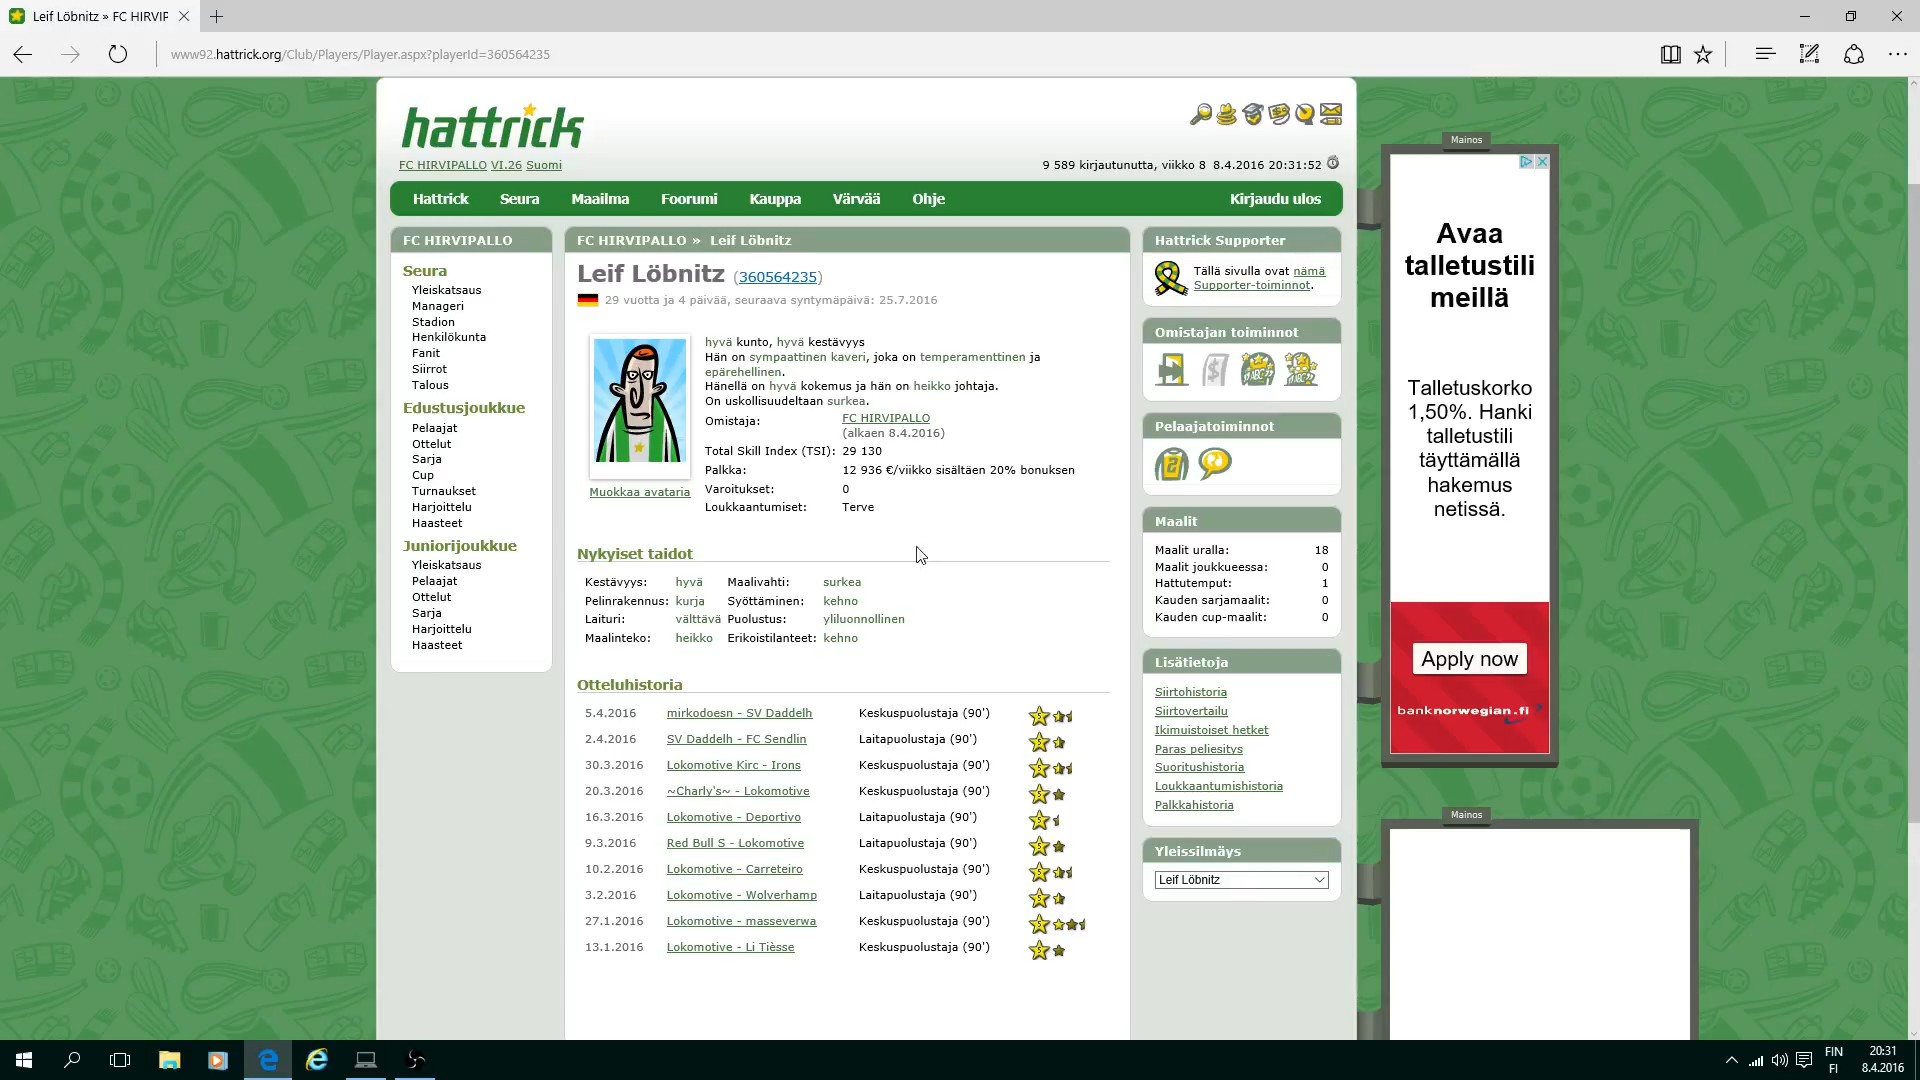 Leif Löbnitz » FC HIRVIP
www92.hattrick.org/Club/Players/Player.aspx?playerId=360564235
hattrick
FC HIRVIPALLO VI.26 Suomi
9 589 kirjautunutta, viikko 8 8.4.2016 20:31:52
Hattrick Seura Maailma Foorumi Kauppa Värvää Ohje Kirjaudu ulos
FC HIRVIPALLO
Seura
Yleiskatsaus
Manageri
Stadion
Henkilökunta
Fanit
Siirrot
Talous
Edustusjoukkue
Pelaajat
Ottelut
Sarja
Cup
Turnaukset
Harjoittelu
Haasteet
Juniorijoukkue
Yleiskatsaus
Pelaajat
Ottelut
Sarja
Harjoittelu
Haasteet
FC HIRVIPALLO » Leif Löbnitz
Leif Löbnitz (360564235)
29 vuotta ja 4 päivää, seuraava syntymäpäivä: 25.7.2016
Muokkaa avataria
hyvä kunto, hyvä kestävyys
Hän on sympaattinen kaveri, joka on temperamenttinen ja
epärehellinen.
Hänellä on hyvä kokemus ja hän on heikko johtaja.
On uskollisuudeltaan surkea.
Omistaja: FC HIRVIPALLO
(alkaen 8.4.2016)
Total Skill Index (TSI): 29 130
Palkka: 12 936 €/viikko sisältäen 20% bonuksen
Varoitukset: 0
Loukkaantumiset: Terve
Nykyiset taidot
Kestävyys: hyvä Maalivahti: surkea
Pelinrakennus: kurja Syöttäminen: kehno
Laituri: välttävä Puolustus: yliluonnollinen
Maalinteko: heikko Erikoistilanteet: kehno
Otteluhistoria
5.4.2016 mirkodoesn - SV Daddelh Keskuspuolustaja (90') 5
2.4.2016 SV Daddelh - FC Sendlin Laitapuolustaja (90') 5
30.3.2016 Lokomotive Kirc - Irons Keskuspuolustaja (90') 5
20.3.2016 ~Charly's~ - Lokomotive Keskuspuolustaja (90') 5
16.3.2016 Lokomotive - Deportivo Laitapuolustaja (90') 5
9.3.2016 Red Bull S - Lokomotive Laitapuolustaja (90') 5
10.2.2016 Lokomotive - Carreteiro Keskuspuolustaja (90') 5
3.2.2016 Lokomotive - Wolverhamp Laitapuolustaja (90') 5
27.1.2016 Lokomotive - masseverwa Keskuspuolustaja (90') 5
13.1.2016 Lokomotive - Li Tièsse Keskuspuolustaja (90') 5
Hattrick Supporter
Tällä sivulla ovat nämä
Supporter-toiminnot.
Omistajan toiminnot
$ ABC ABC
Pelaajatoiminnot
2
Maalit
Maalit uralla: 18
Maalit joukkueessa: 0
Hattutemput: 1
Kauden sarjamaalit: 0
Kauden cup-maalit: 0
Lisätietoja
Siirtohistoria
Siirtovertailu
Ikimuistoiset hetket
Paras peliesitys
Suoritushistoria
Loukkaantumishistoria
Palkkahistoria
Yleissilmäys
Leif Löbnitz
Mainos
Avaa
talletustili
meillä
Talletuskorko
1,50%. Hanki
talletustili
täyttämällä
hakemus
netissä.
Apply now
banknorwegian.fi
Mainos
FIN
FI
20:31
8.4.2016